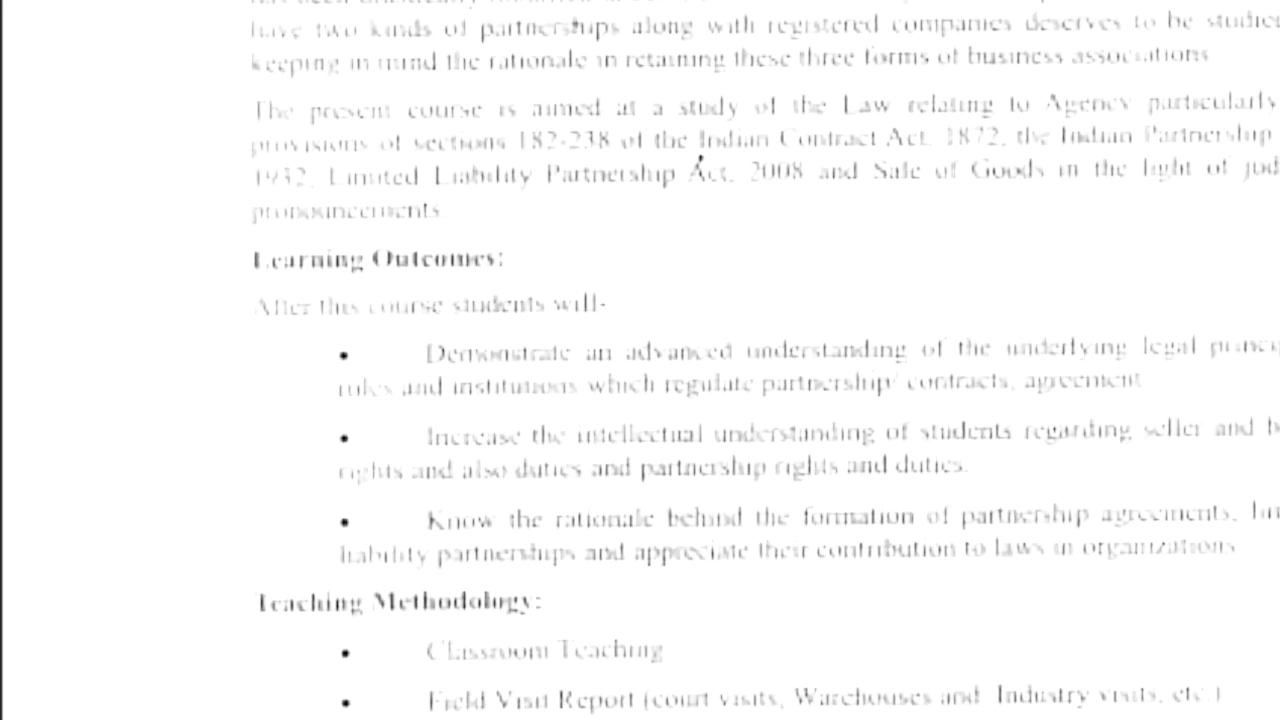 have two kinds of partnerships along with registered companies deserves to be studied
keeping in mind the rationale in retaining these three forms of business associations
The present course is aimed at a study of the Law relating to Agency particularly
provisions of sections 182-238 of the Indian Contract Act, 1872, the Indian Partnership
1932, Limited Liability Partnership Act, 2008 and Sale of Goods in the light of
pronouncements
Learning Outcomes:
After this course students will-
• Demonstrate an advanced understanding of the underlying legal
rules and institutions which regulate partnership/ contracts, agreement
• Increase the intellectual understanding of students regarding seller and
rights and also duties and partnership rights and duties.
• Know the rationale behind the formation of partnership agreements,
liability partnerships and appreciate their contribution to laws in organizations
Teaching Methodology:
• Classroom Teaching
• Field Visit Report (court visits, Warehouses and Industry visits, etc.)